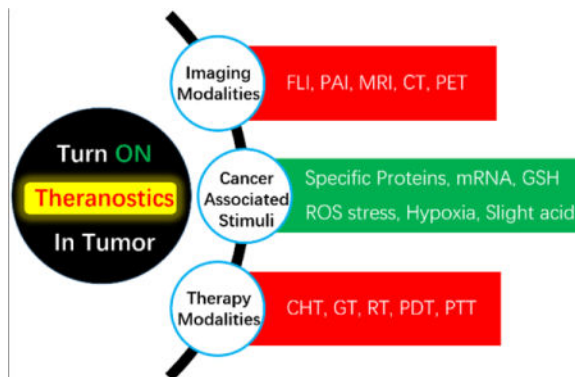 Turn ON
Theranostics
In Tumor
Imaging
Modalities
FLI, PAI, MRI, CT, PET
Cancer
Associated
Stimuli
Specific Proteins, mRNA, GSH
ROS stress, Hypoxia, Slight acid
Therapy
Modalities
CHT, GT, RT, PDT, PTT